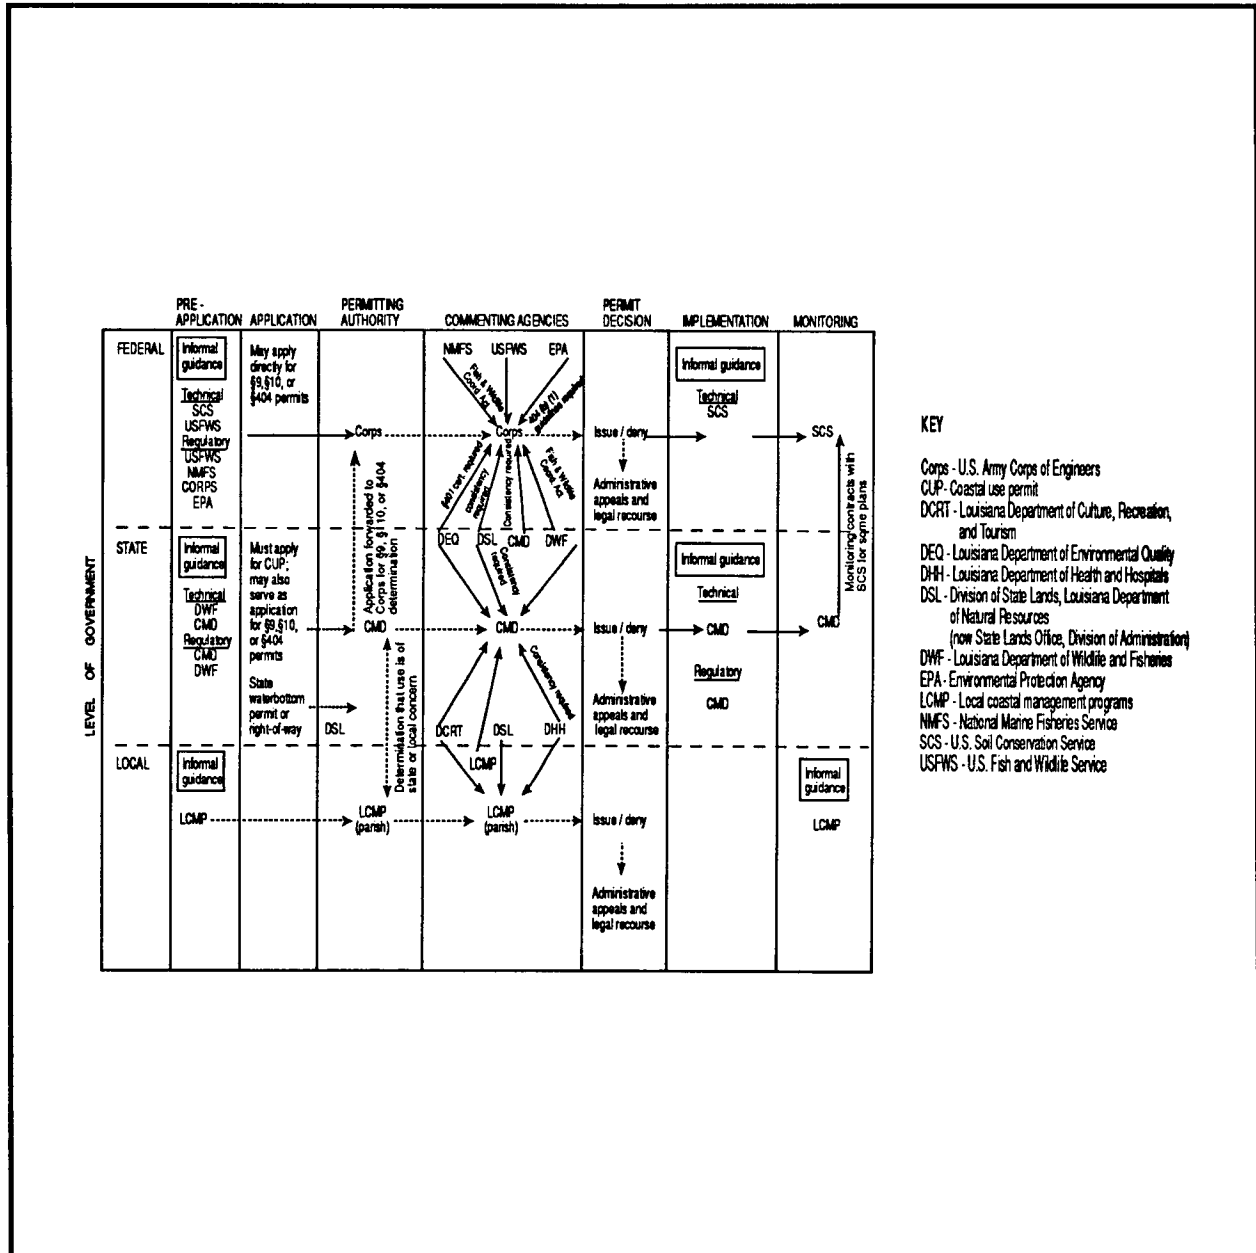 PRE -
APPLICATION
APPLICATION
PERMITTING
AUTHORITY
COMMENTING AGENCIES
PERMIT
DECISION
IMPLEMENTATION
MONITORING
LEVEL OF GOVERNMENT
FEDERAL
Informal
guidance
Technical
SCS
USFWS
Regulatory
USFWS
NMFS
CORPS
EPA
May apply
directly for
§9,§10, or
§404 permits
Corps
NMFS USFWS EPA
Fish & Wildlife
Coord. Act
404 (b) (1)
guidelines required
Corps
§401 cert. required
consistency
required
Consistency required
Fish & Wildlife
Coord. Act
Issue / deny
Administrative
appeals and
legal recourse
Informal guidance
Technical
SCS
SCS
Monitoring contracts with
SCS for some plans
STATE
Informal
guidance
Technical
DWF
CMD
Regulatory
CMD
DWF
Must apply
for CUP;
may also
serve as
application
for §9,§10,
or §404
permits
State
waterbottom
permit or
right-of-way
Application forwarded to
Corps for §9, § 10, or §404
determination
CMD
DSL
Determination that use is of
state or local concern
DEQ DSL CMD DWF
Consistency
required
CMD
Consistency required
DCRT DSL DHH
LCMP
Issue / deny
Administrative
appeals and
legal recourse
Informal guidance
Technical
CMD
Regulatory
CMD
CMD
LOCAL
Informal
guidance
LCMP
LCMP
(parish)
LCMP
(parish)
Issue / deny
Administrative
appeals and
legal recourse
Informal
guidance
LCMP
KEY
Corps - U.S. Army Corps of Engineers
CUP- Coastal use permit
DCRT - Louisiana Department of Culture, Recreation,
and Tourism
DEQ - Louisiana Department of Environmental Quality
DHH - Louisiana Department of Health and Hospitals
DSL - Division of State Lands, Louisiana Department
of Natural Resources
(now State Lands Office, Division of Administration)
DWF - Louisiana Department of Wildlife and Fisheries
EPA - Environmental Protection Agency
LCMP - Local coastal management programs
NMFS - National Marine Fisheries Service
SCS - U.S. Soil Conservation Service
USFWS - U.S. Fish and Wildlife Service